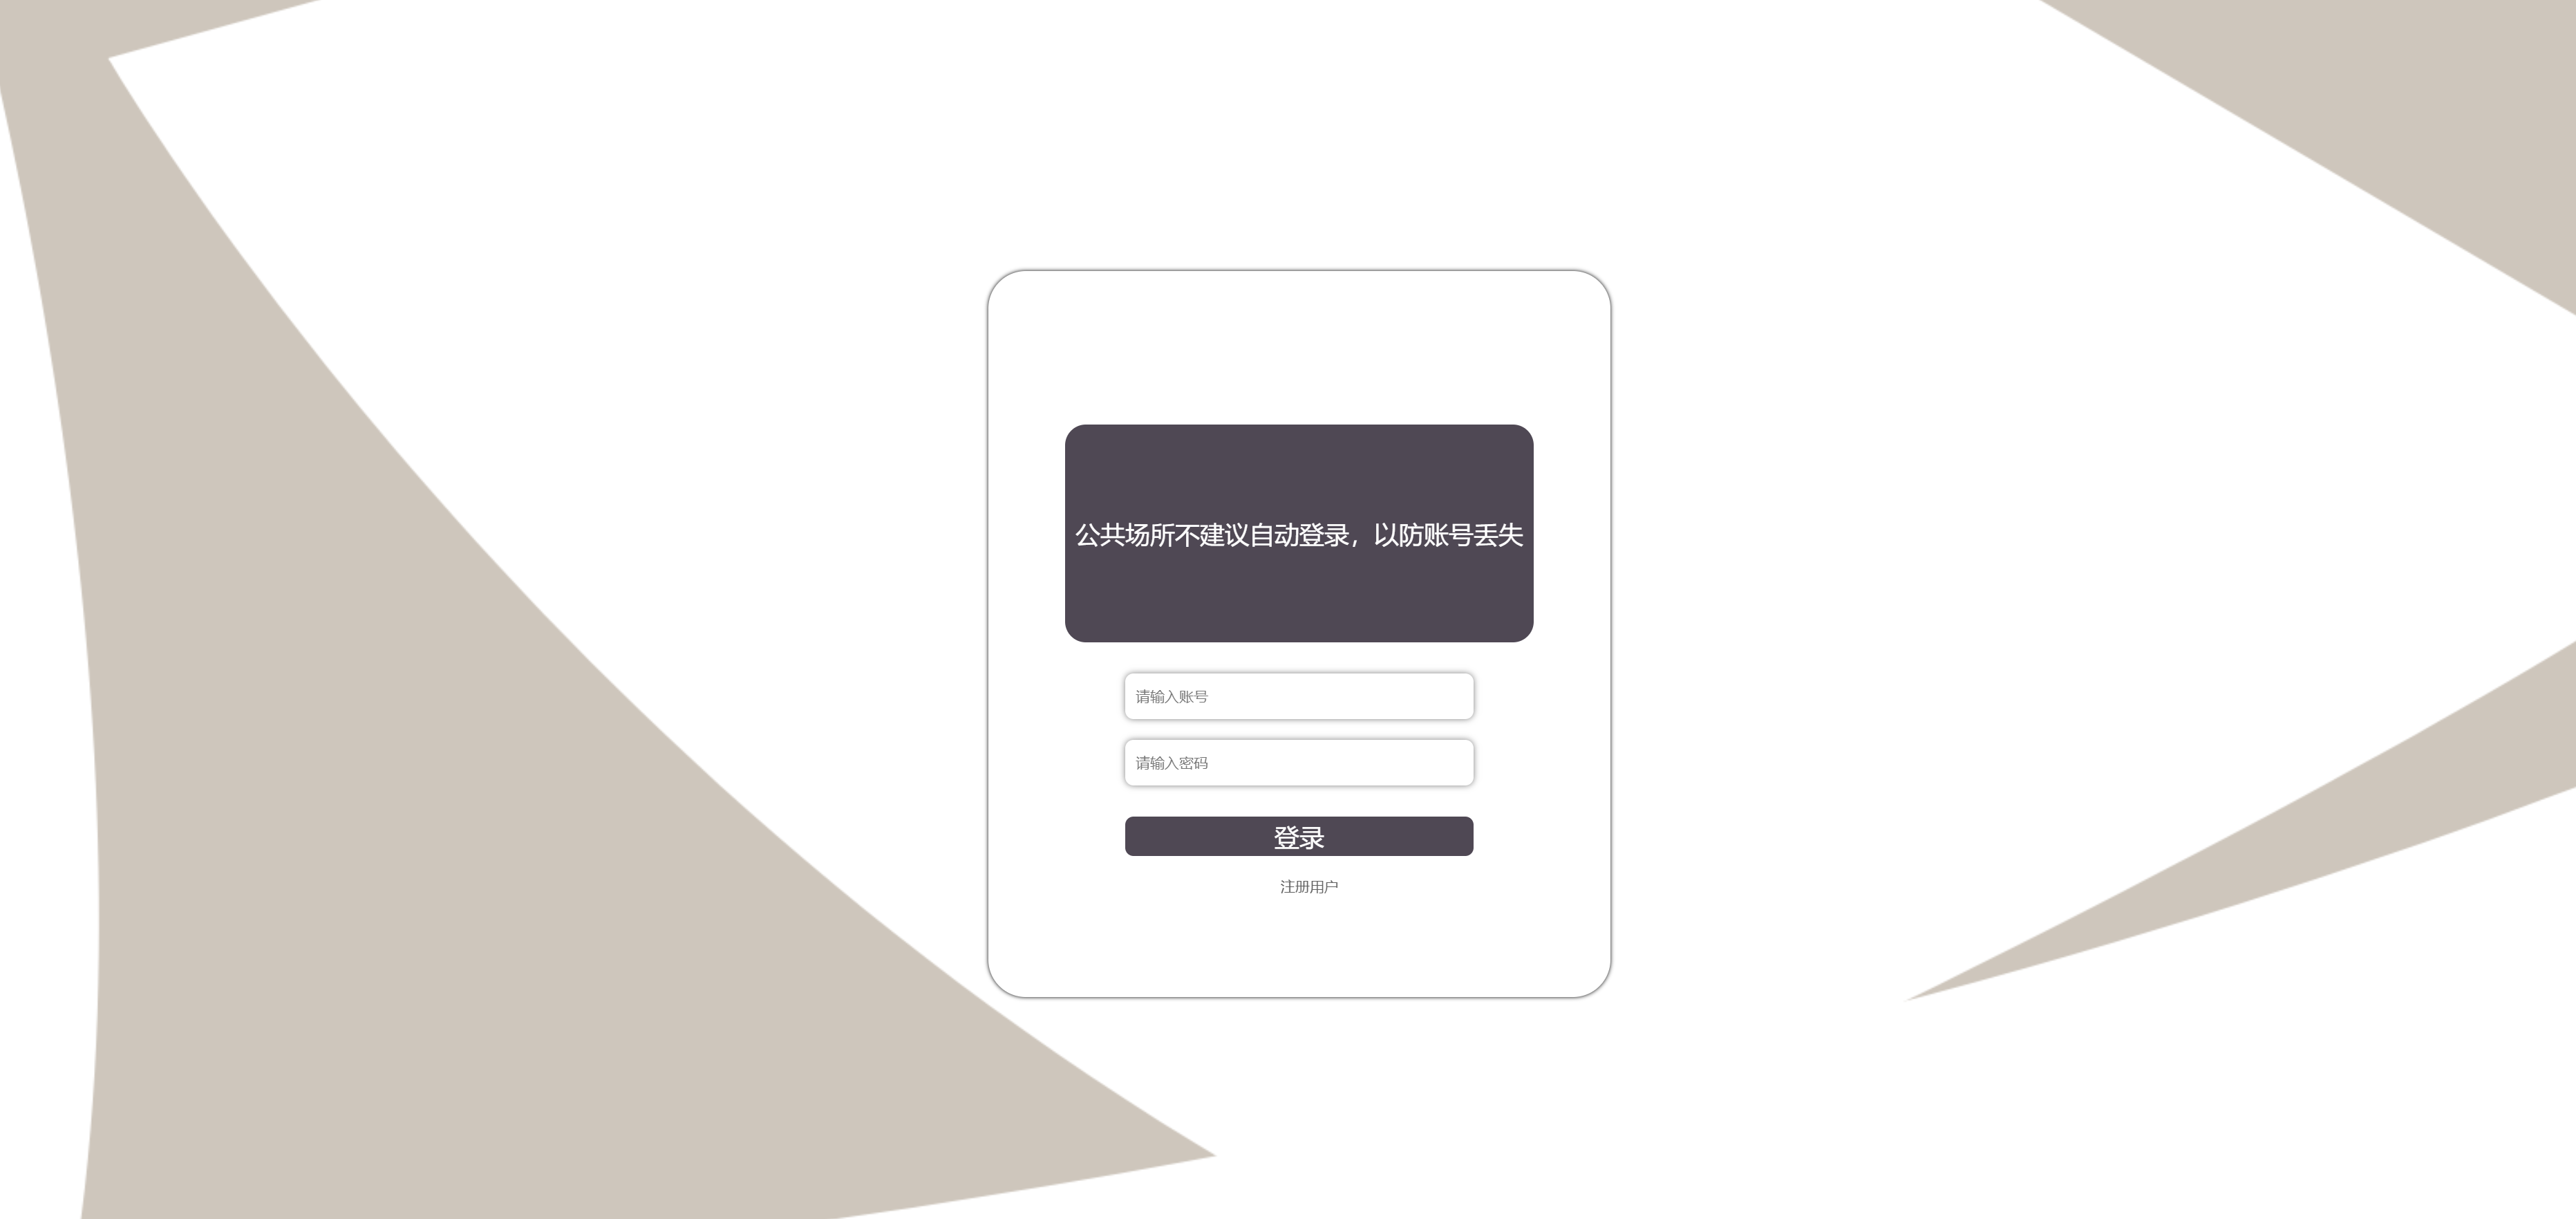 公共场所不建议自动登录，以防账号丢失
请输入账号
请输入密码
登录
注册用户